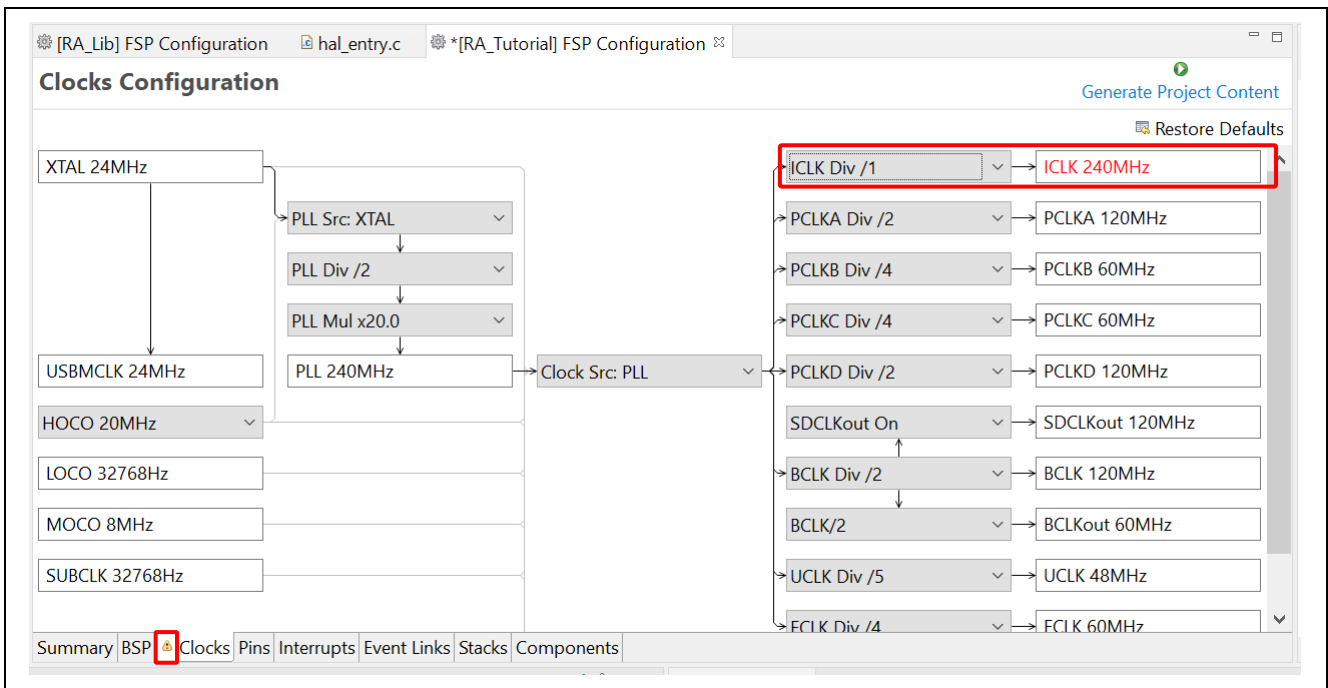 [RA_Lib] FSP Configuration
hal_entry.c
*[RA_Tutorial] FSP Configuration
Clocks Configuration
Generate Project Content
Restore Defaults
XTAL 24MHz
ICLK Div /1
ICLK 240MHz
PLL Src: XTAL
PCLKA Div /2
PCLKA 120MHz
PLL Div /2
PCLKB Div /4
PCLKB 60MHz
PLL Mul x20.0
PCLKC Div /4
PCLKC 60MHz
USBMCLK 24MHz
PLL 240MHz
Clock Src: PLL
PCLKD Div /2
PCLKD 120MHz
HOCO 20MHz
SDCLKout On
SDCLKout 120MHz
LOCO 32768Hz
BCLK Div /2
BCLK 120MHz
MOCO 8MHz
BCLK/2
BCLKout 60MHz
SUBCLK 32768Hz
UCLK Div /5
UCLK 48MHz
FCLK Div /4
FCLK 60MHz
Summary BSP Clocks Pins Interrupts Event Links Stacks Components